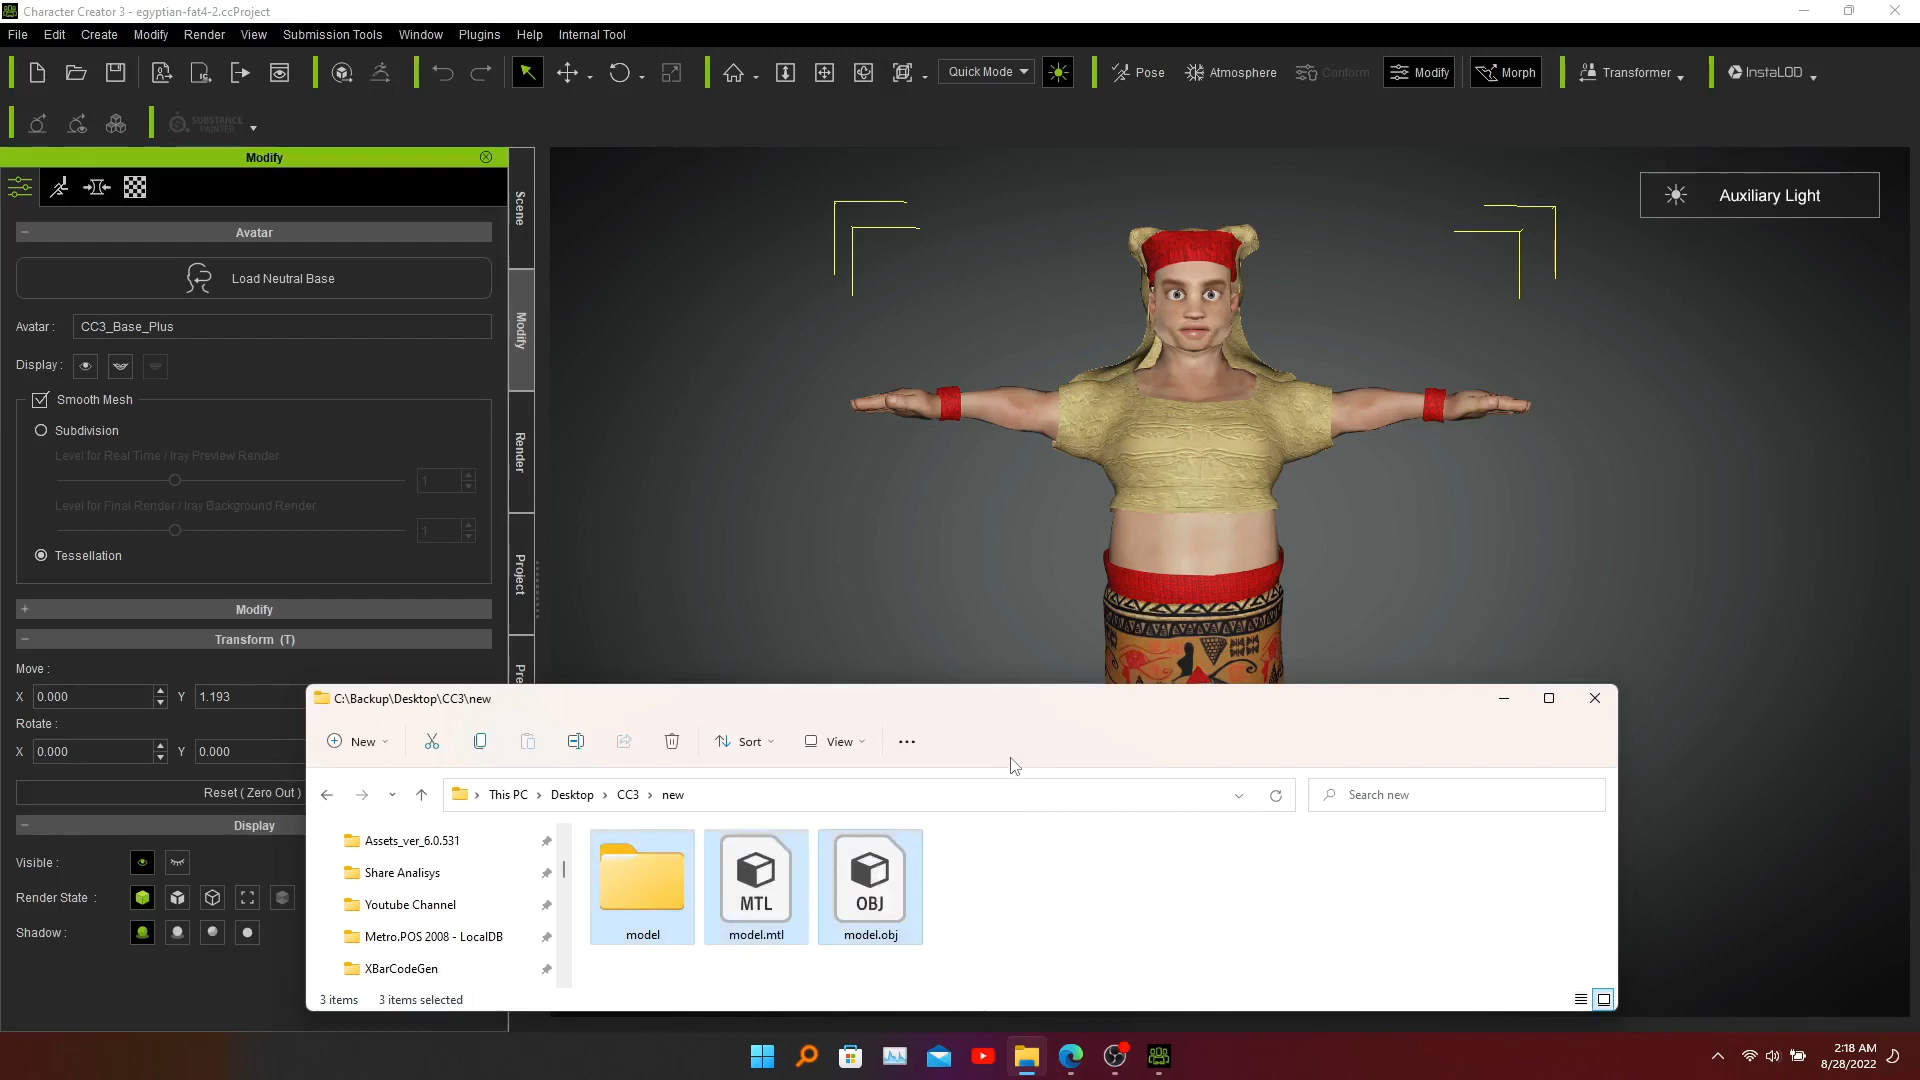 Character Creator 3 - egyptian-fat4-2.ccProject
File Edit Create Modify Render View Submission Tools Window Plugins Help Internal Tool
Quick Mode Pose Atmosphere Conform Modify Morph Transformer InstaLOD
SUBSTANCE PAINTER
Modify
Scene
Modify
Render
Project
Pre
Auxiliary Light
Avatar
Load Neutral Base
Avatar : CC3_Base_Plus
Display :
Smooth Mesh
Subdivision
Level for Real Time / Iray Preview Render
1
Level for Final Render / Iray Background Render
1
Tessellation
Modify
Transform (T)
Move :
X 0.000 Y 1.193
Rotate :
X 0.000 Y 0.000
Reset ( Zero Out )
Display
Visible :
Render State :
Shadow :
C:\Backup\Desktop\CC3\new
New Sort View
This PC Desktop CC3 new
Search new
Assets_ver_6.0.531
Share Analisys
Youtube Channel
Metro.POS 2008 - LocalDB
XBarCodeGen
MTL OBJ
model model.mtl model.obj
3 items 3 items selected
2:18 AM
8/28/2022